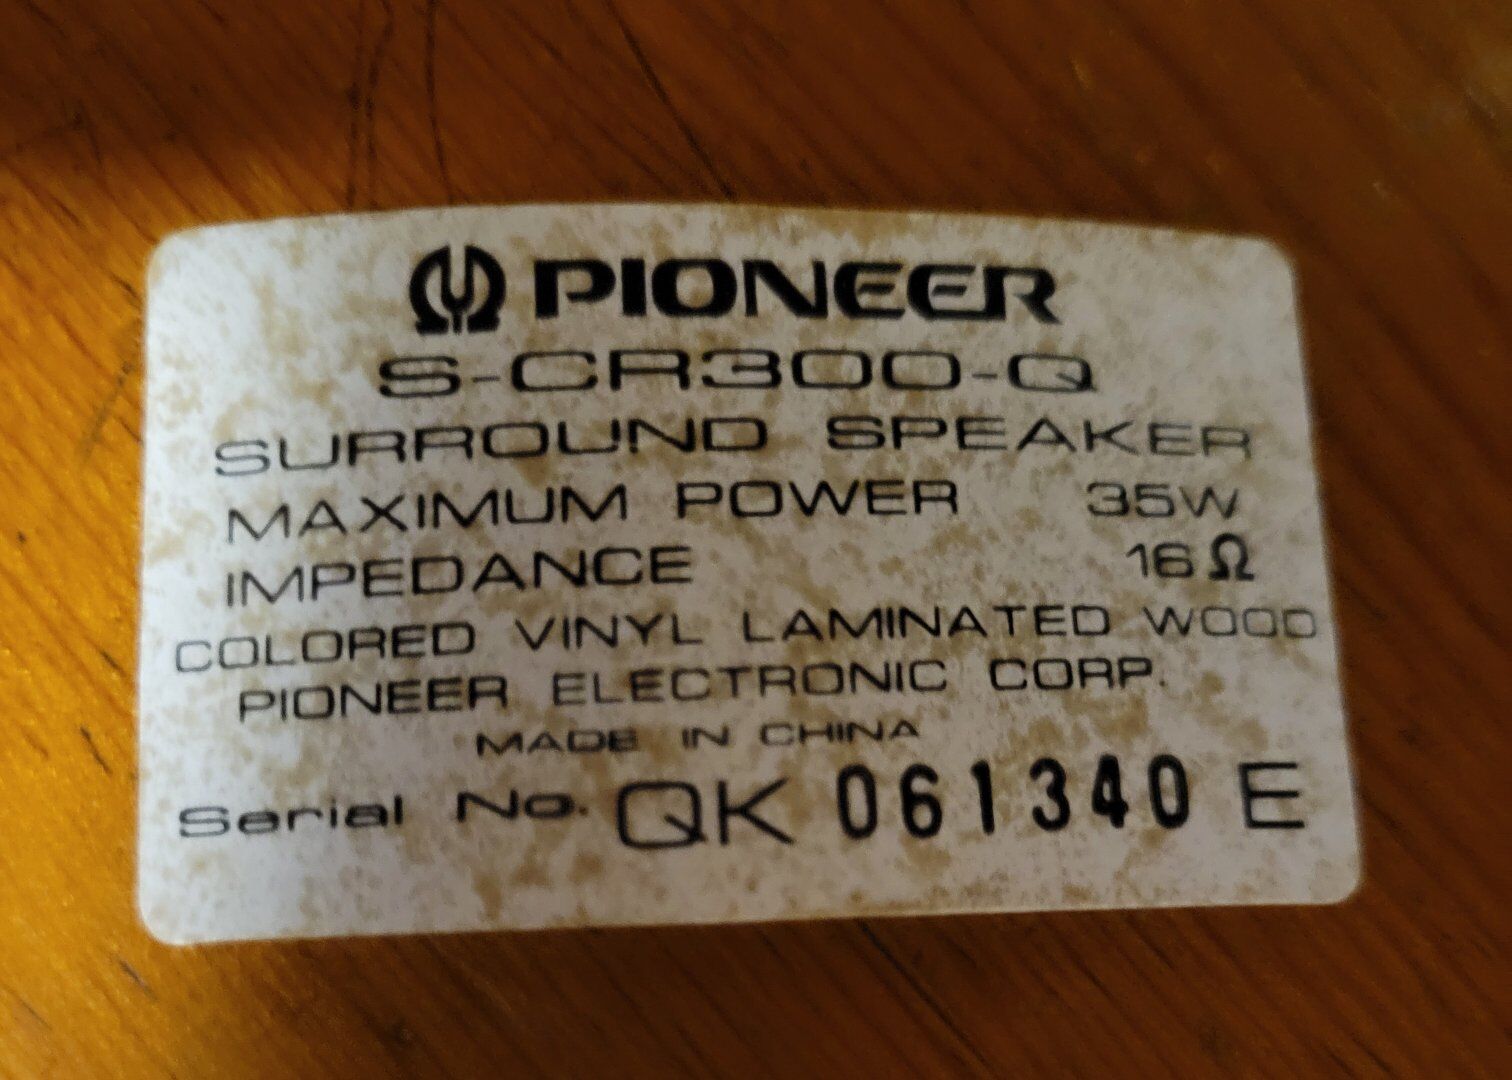 PIONEER
S-CR300-Q
SURROUND SPEAKER
MAXIMUM POWER 35W
IMPEDANCE 16Ω
COLORED VINYL LAMINATED WOOD
PIONEER ELECTRONIC CORP.
MADE IN CHINA
Serial No. QK 061340 E